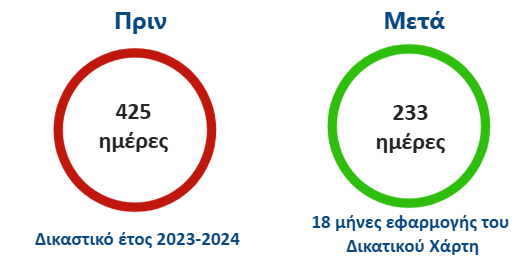 Πριν
425
ημέρες
Δικαστικό έτος 2023-2024
Μετά
233
ημέρες
18 μήνες εφαρμογής του
Δικατικού Χάρτη